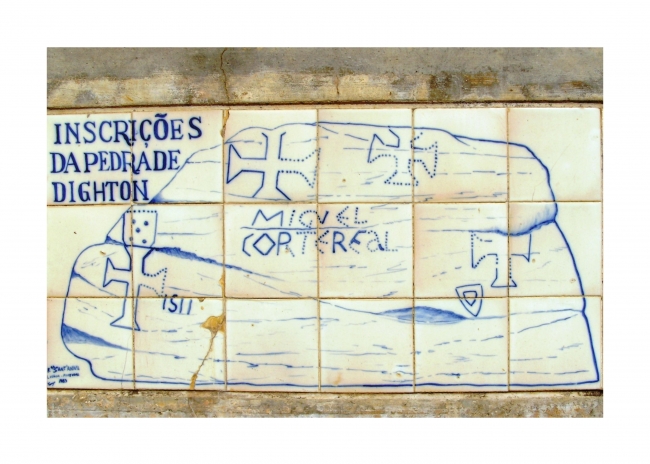 INSCRIÇÕES
DA PEDRA DE
DIGHTON
MIGVEL
CORTEREAL
1511